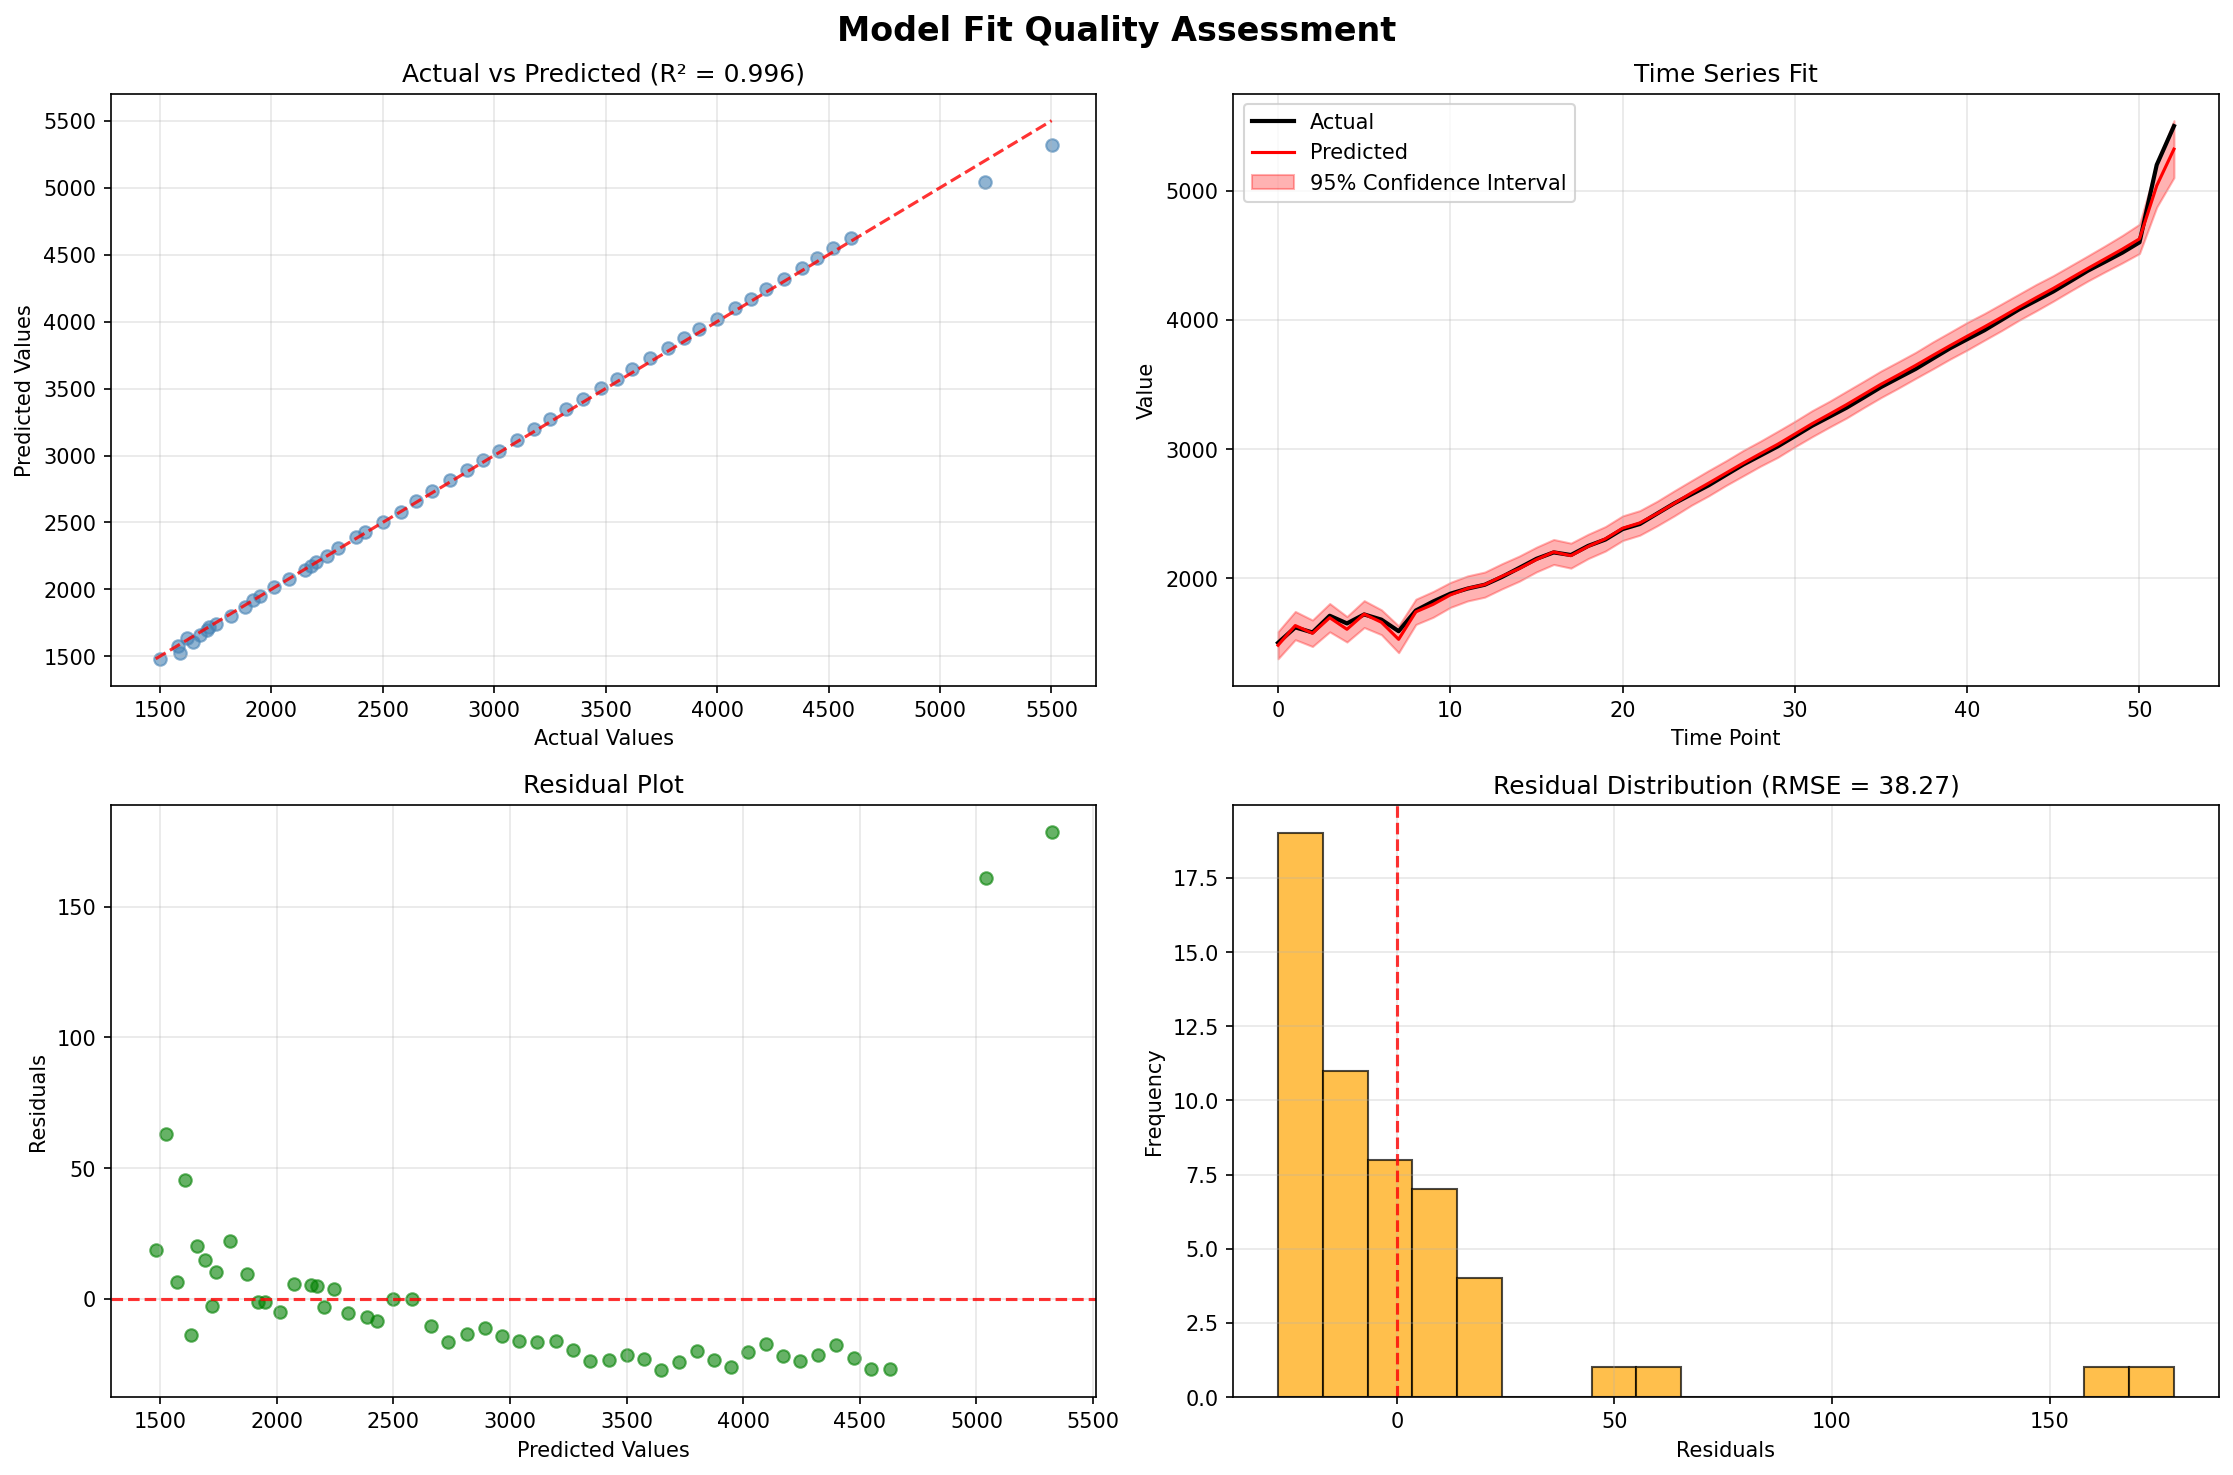 Model Fit Quality Assessment
Actual vs Predicted (R² = 0.996)
5500
5000
4500
4000
3500
3000
2500
2000
1500
Predicted Values
1500 2000 2500 3000 3500 4000 4500 5000 5500
Actual Values
Time Series Fit
Actual
Predicted
95% Confidence Interval
5000
4000
3000
2000
Value
0 10 20 30 40 50
Time Point
Residual Plot
150
100
50
0
Residuals
1500 2000 2500 3000 3500 4000 4500 5000 5500
Predicted Values
Residual Distribution (RMSE = 38.27)
17.5
15.0
12.5
10.0
7.5
5.0
2.5
0.0
Frequency
0 50 100 150
Residuals